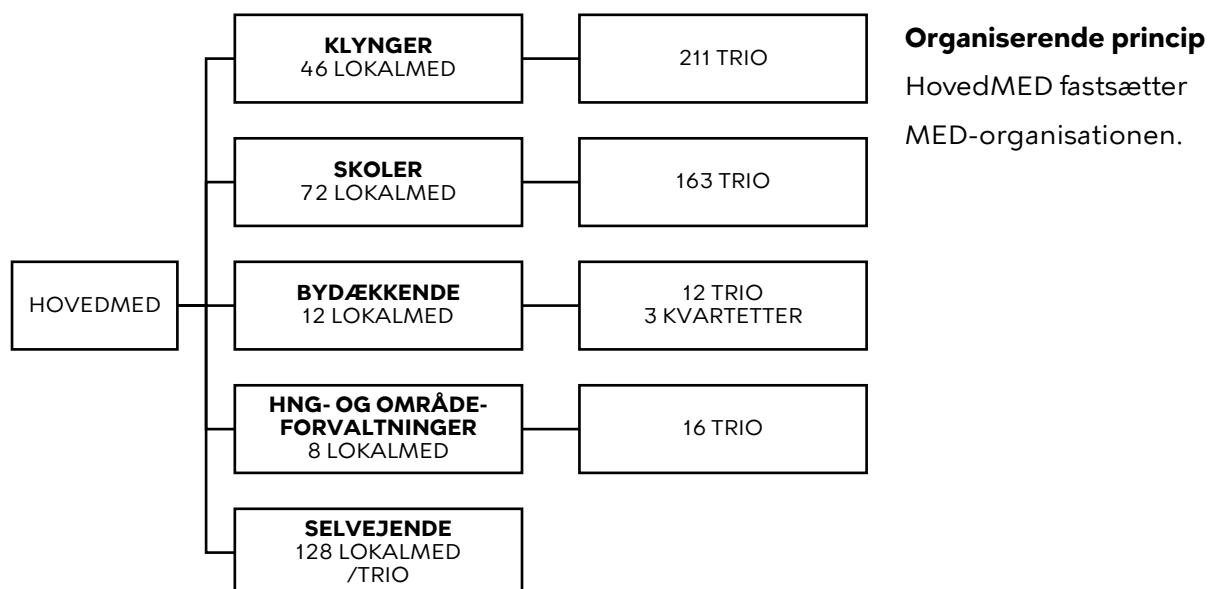 KLYNGER
46 LOKALMED
211 TRIO
SKOLER
72 LOKALMED
163 TRIO
HOVEDMED
BYDÆKKENDE
12 LOKALMED
12 TRIO
3 KVARTETTER
HNG- OG OMRÅDE-
FORVALTNINGER
8 LOKALMED
16 TRIO
SELVEJENDE
128 LOKALMED
/TRIO
Organiserende princip
HovedMED fastsætter
MED-organisationen.